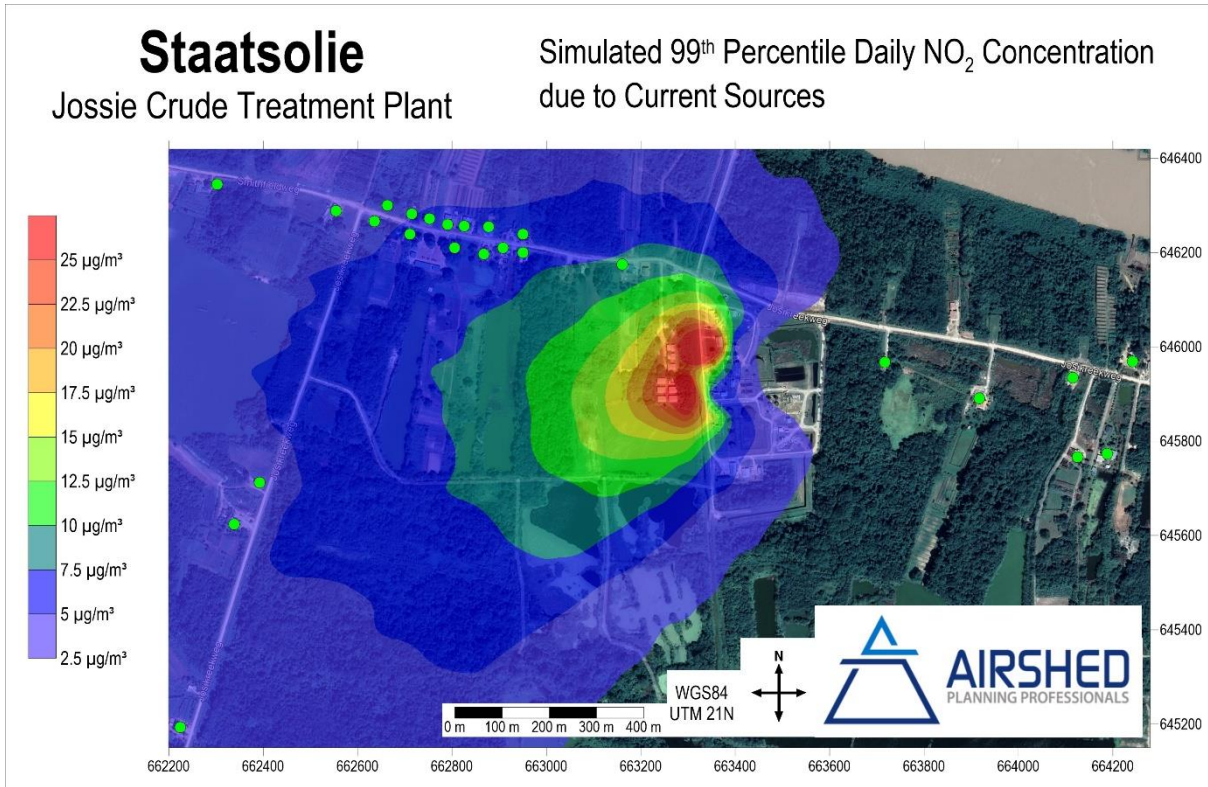 Staatsolie
Jossie Crude Treatment Plant
Simulated 99th Percentile Daily NO₂ Concentration
due to Current Sources
25 µg/m³
22.5 µg/m³
20 µg/m³
17.5 µg/m³
15 µg/m³
12.5 µg/m³
10 µg/m³
7.5 µg/m³
5 µg/m³
2.5 µg/m³
646400
646200
646000
645800
645600
645400
645200
N
WGS84
UTM 21N
0 m 100 m 200 m 300 m 400 m
AIRSHED
PLANNING PROFESSIONALS
662200 662400 662600 662800 663000 663200 663400 663600 663800 664000 664200